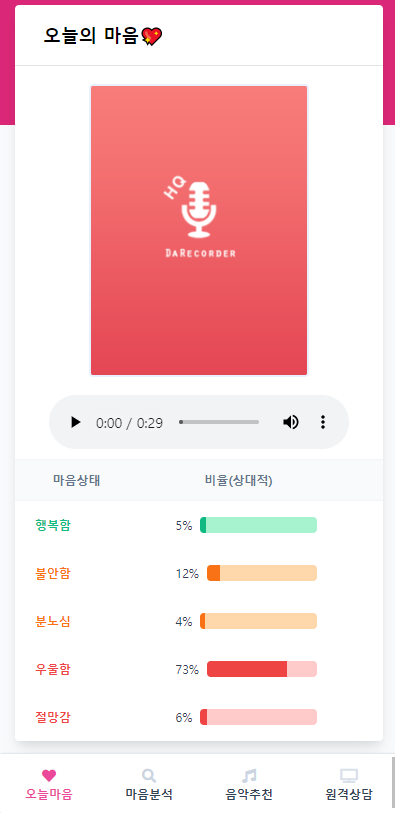 오늘의 마음💖
HQ
DARECORDER
0:00 / 0:29
마음상태 비율(상대적)
행복함 5%
불안함 12%
분노심 4%
우울함 73%
절망감 6%
오늘마음 마음분석 음악추천 원격상담